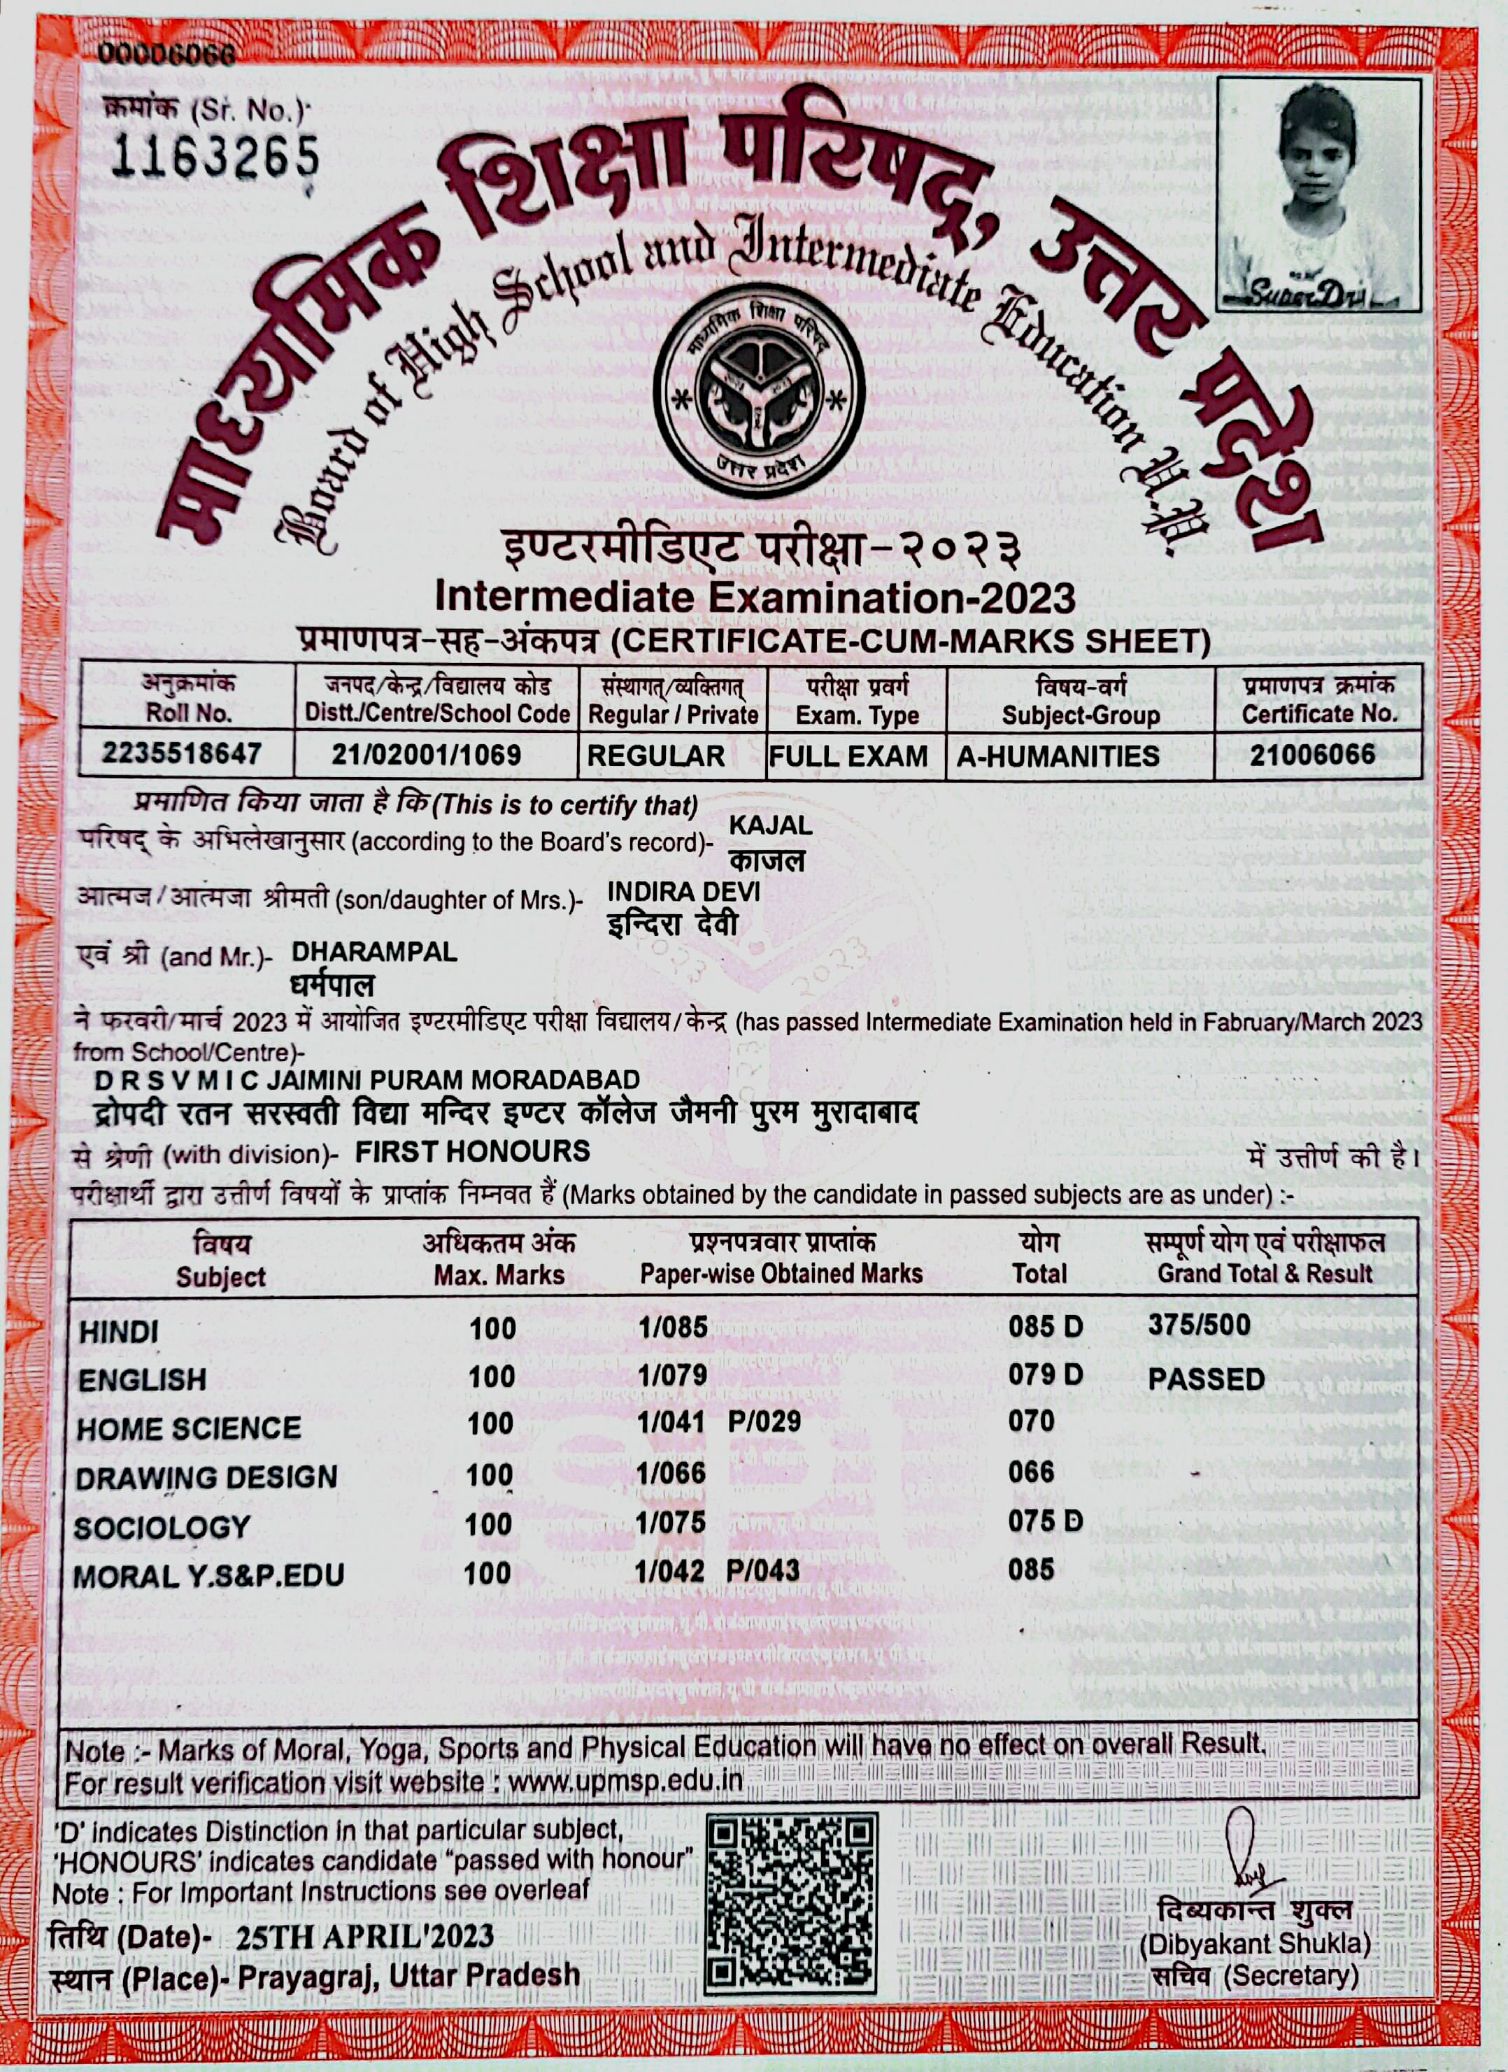 00006066
क्रमांक (Sr. No.)
1163265
माध्यमिक शिक्षा परिषद्, उत्तर प्रदेश
Board of High School and Intermediate Education U.P.
माध्यमिक शिक्षा परिषद्
उत्तर प्रदेश
इण्टरमीडिएट परीक्षा-२०२३
Intermediate Examination-2023
प्रमाणपत्र-सह-अंकपत्र (CERTIFICATE-CUM-MARKS SHEET)
अनुक्रमांक जनपद/केन्द्र/विद्यालय कोड संस्थागत्/व्यक्तिगत् परीक्षा प्रवर्ग विषय-वर्ग प्रमाणपत्र क्रमांक
Roll No. Distt./Centre/School Code Regular / Private Exam. Type Subject-Group Certificate No.
2235518647 21/02001/1069 REGULAR FULL EXAM A-HUMANITIES 21006066
प्रमाणित किया जाता है कि(This is to certify that)
परिषद् के अभिलेखानुसार (according to the Board's record)- KAJAL
काजल
आत्मज/आत्मजा श्रीमती (son/daughter of Mrs.)- INDIRA DEVI
इन्दिरा देवी
एवं श्री (and Mr.)- DHARAMPAL
धर्मपाल
ने फरवरी/मार्च 2023 में आयोजित इण्टरमीडिएट परीक्षा विद्यालय/केन्द्र (has passed Intermediate Examination held in Fabruary/March 2023
from School/Centre)-
D R S V M I C JAIMINI PURAM MORADABAD
द्रोपदी रतन सरस्वती विद्या मन्दिर इण्टर कॉलेज जैमनी पुरम मुरादाबाद
से श्रेणी (with division)- FIRST HONOURS में उत्तीर्ण की है।
परीक्षार्थी द्वारा उत्तीर्ण विषयों के प्राप्तांक निम्नवत हैं (Marks obtained by the candidate in passed subjects are as under) :-
विषय अधिकतम अंक प्रश्नपत्रवार प्राप्तांक योग सम्पूर्ण योग एवं परीक्षाफल
Subject Max. Marks Paper-wise Obtained Marks Total Grand Total & Result
HINDI 100 1/085 085 D 375/500
ENGLISH 100 1/079 079 D PASSED
HOME SCIENCE 100 1/041 P/029 070
DRAWING DESIGN 100 1/066 066
SOCIOLOGY 100 1/075 075 D
MORAL Y.S&P.EDU 100 1/042 P/043 085
Note :- Marks of Moral, Yoga, Sports and Physical Education will have no effect on overall Result.
For result verification visit website : www.upmsp.edu.in
'D' indicates Distinction in that particular subject,
'HONOURS' indicates candidate "passed with honour"
Note : For Important Instructions see overleaf
तिथि (Date)- 25TH APRIL'2023
स्थान (Place)- Prayagraj, Uttar Pradesh
दिव्यकान्त शुक्ल
(Dibyakant Shukla)
सचिव (Secretary)